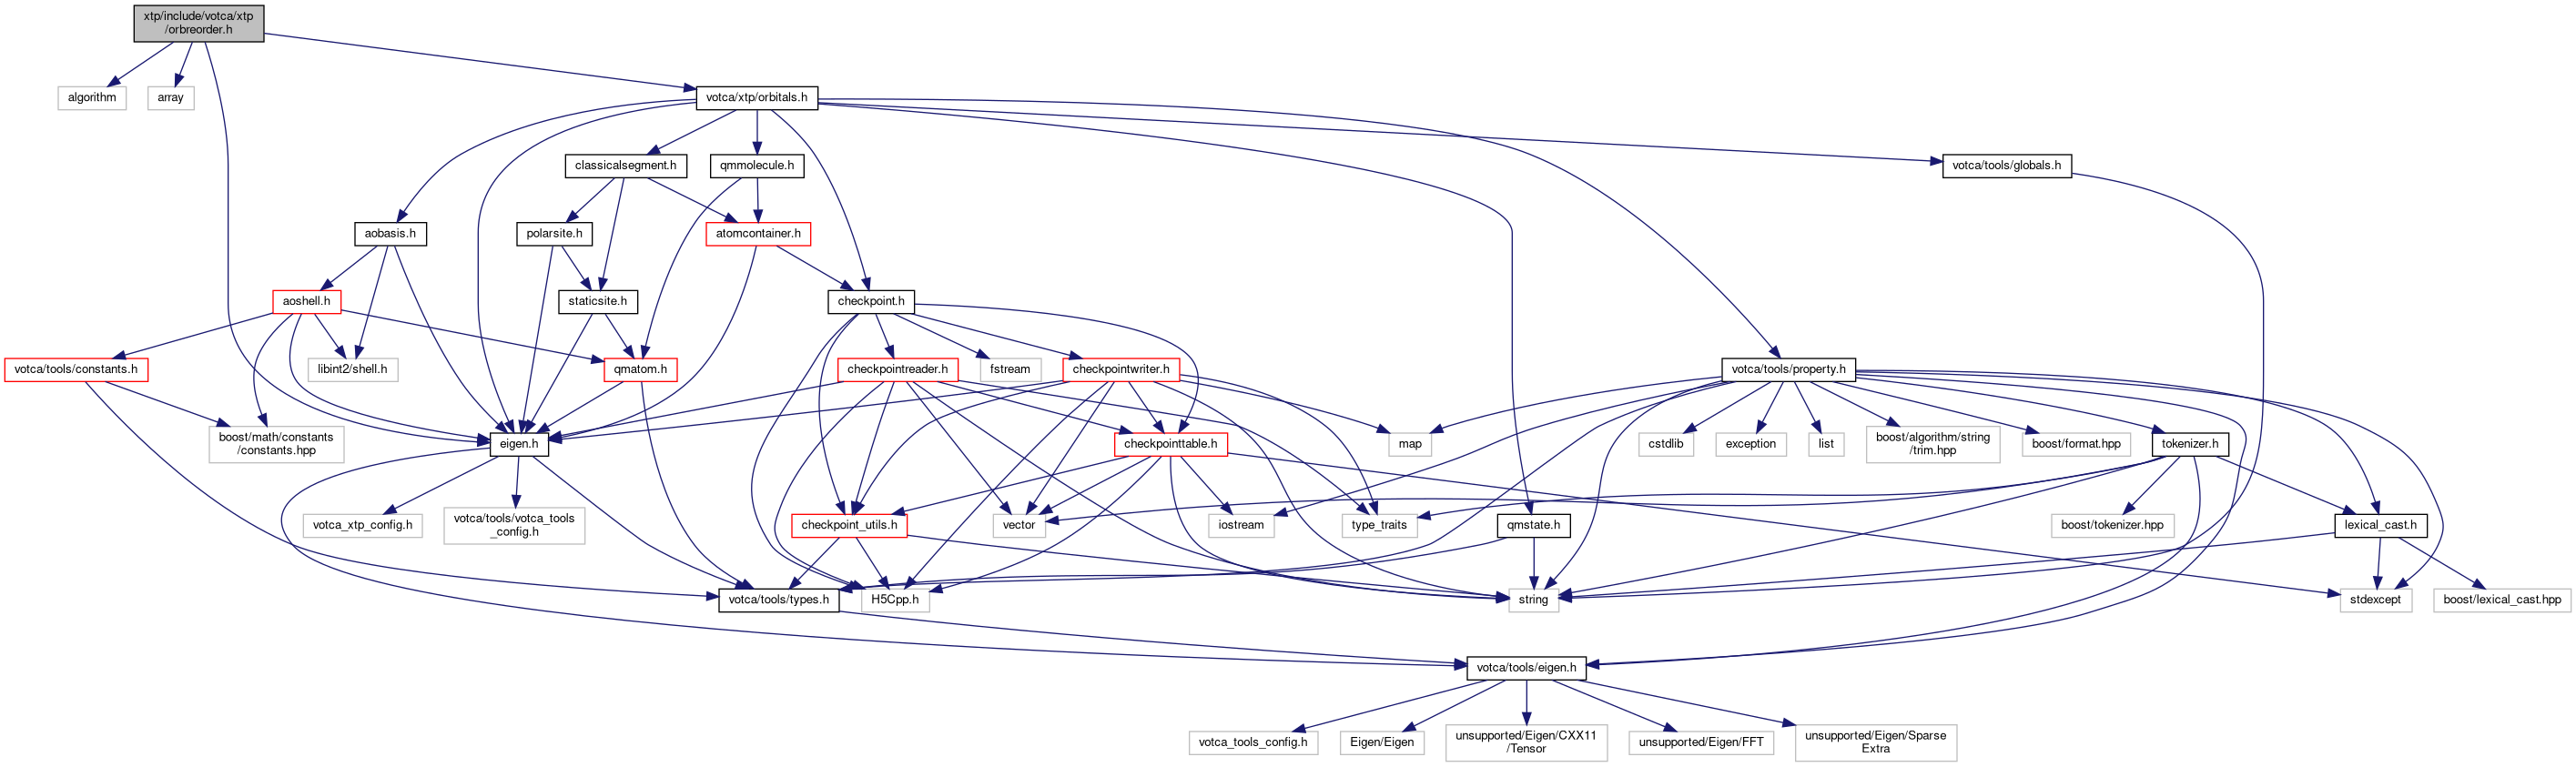 xtp/include/votca/xtp
/orbreorder.h
algorithm
array
votca/xtp/orbitals.h
classicalsegment.h
qmmolecule.h
votca/tools/globals.h
aobasis.h
polarsite.h
atomcontainer.h
aoshell.h
staticsite.h
checkpoint.h
votca/tools/constants.h
libint2/shell.h
qmatom.h
checkpointreader.h
fstream
checkpointwriter.h
votca/tools/property.h
boost/math/constants
/constants.hpp
eigen.h
checkpointtable.h
map
cstdlib
exception
list
boost/algorithm/string
/trim.hpp
boost/format.hpp
tokenizer.h
votca_xtp_config.h
votca/tools/votca_tools
_config.h
checkpoint_utils.h
vector
iostream
type_traits
qmstate.h
boost/tokenizer.hpp
lexical_cast.h
votca/tools/types.h
H5Cpp.h
string
stdexcept
boost/lexical_cast.hpp
votca/tools/eigen.h
votca_tools_config.h
Eigen/Eigen
unsupported/Eigen/CXX11
/Tensor
unsupported/Eigen/FFT
unsupported/Eigen/Sparse
Extra